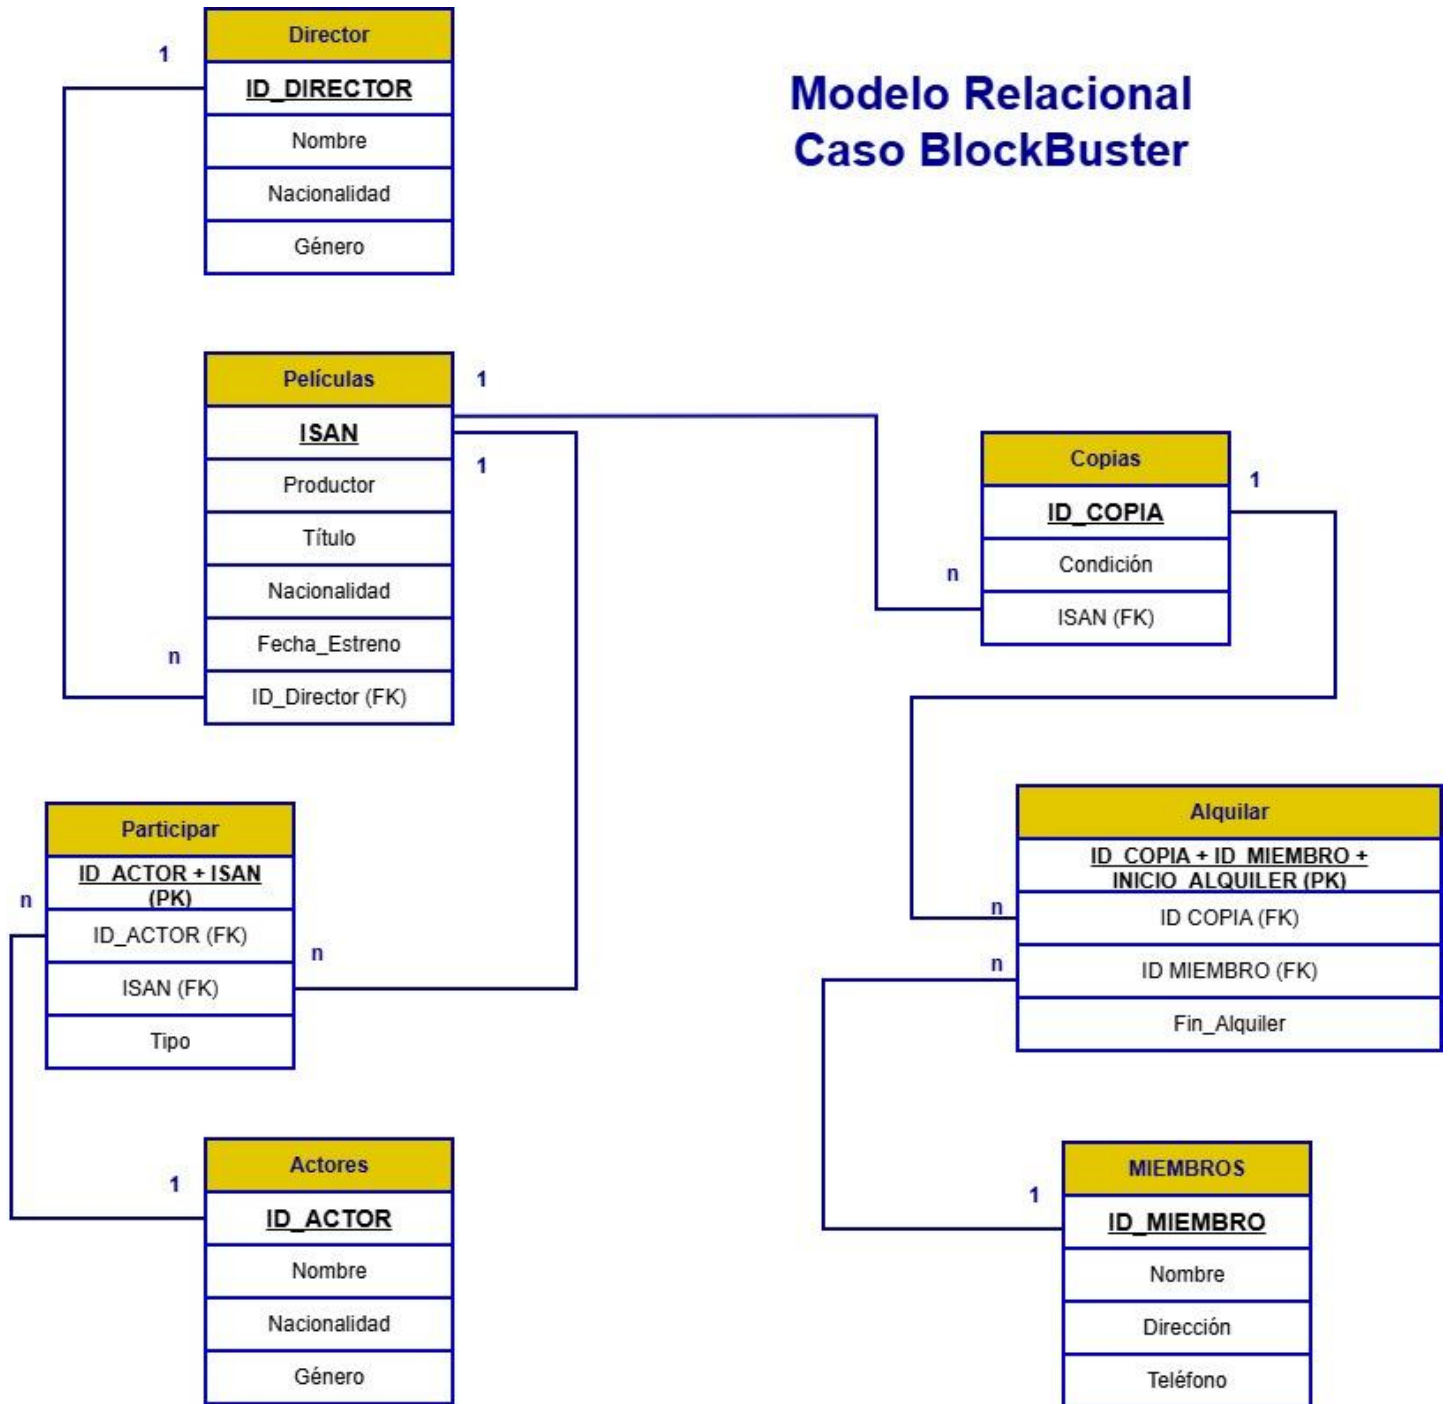 Modelo Relacional
Caso BlockBuster
1
Director
ID_DIRECTOR
Nombre
Nacionalidad
Género
Películas
1
ISAN
1
Productor
Título
Nacionalidad
Fecha_Estreno
n
ID_Director (FK)
Copias
1
ID_COPIA
n
Condición
ISAN (FK)
Participar
ID_ACTOR + ISAN
(PK)
n
ID_ACTOR (FK)
n
ISAN (FK)
Tipo
Alquilar
ID_COPIA + ID_MIEMBRO +
INICIO_ALQUILER (PK)
n
ID COPIA (FK)
n
ID MIEMBRO (FK)
Fin_Alquiler
Actores
1
ID_ACTOR
Nombre
Nacionalidad
Género
MIEMBROS
1
ID_MIEMBRO
Nombre
Dirección
Teléfono